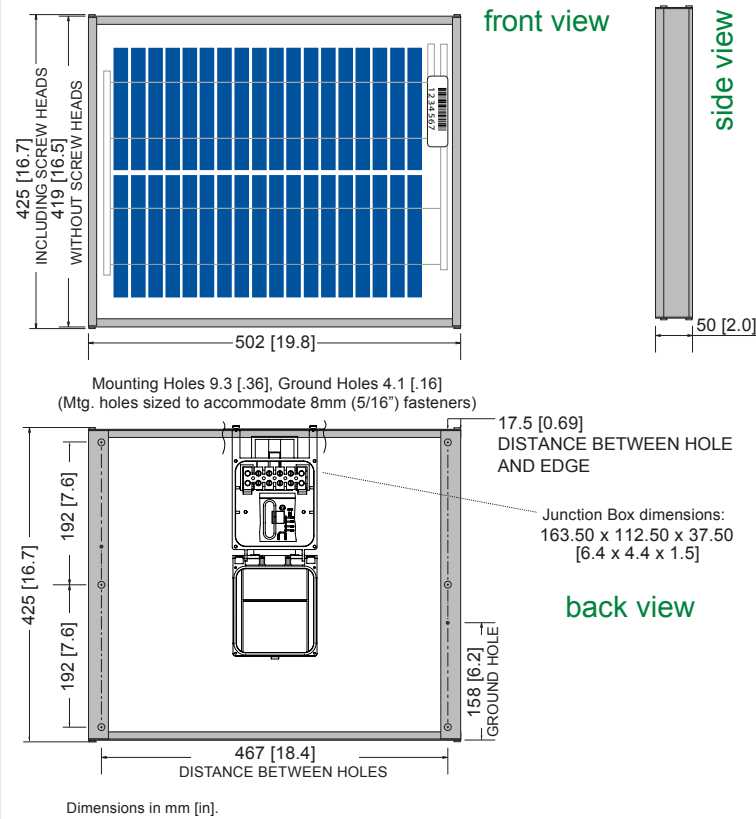 front view
side view
425 [16.7]
INCLUDING SCREW HEADS
419 [16.5]
WITHOUT SCREW HEADS
1234567
502 [19.8]
50 [2.0]
Mounting Holes 9.3 [.36], Ground Holes 4.1 [.16]
(Mtg. holes sized to accommodate 8mm (5/16”) fasteners)
17.5 [0.69]
DISTANCE BETWEEN HOLE
AND EDGE
Junction Box dimensions:
163.50 x 112.50 x 37.50
[6.4 x 4.4 x 1.5]
back view
425 [16.7]
192 [7.6]
192 [7.6]
158 [6.2]
GROUND HOLE
467 [18.4]
DISTANCE BETWEEN HOLES
Dimensions in mm [in].